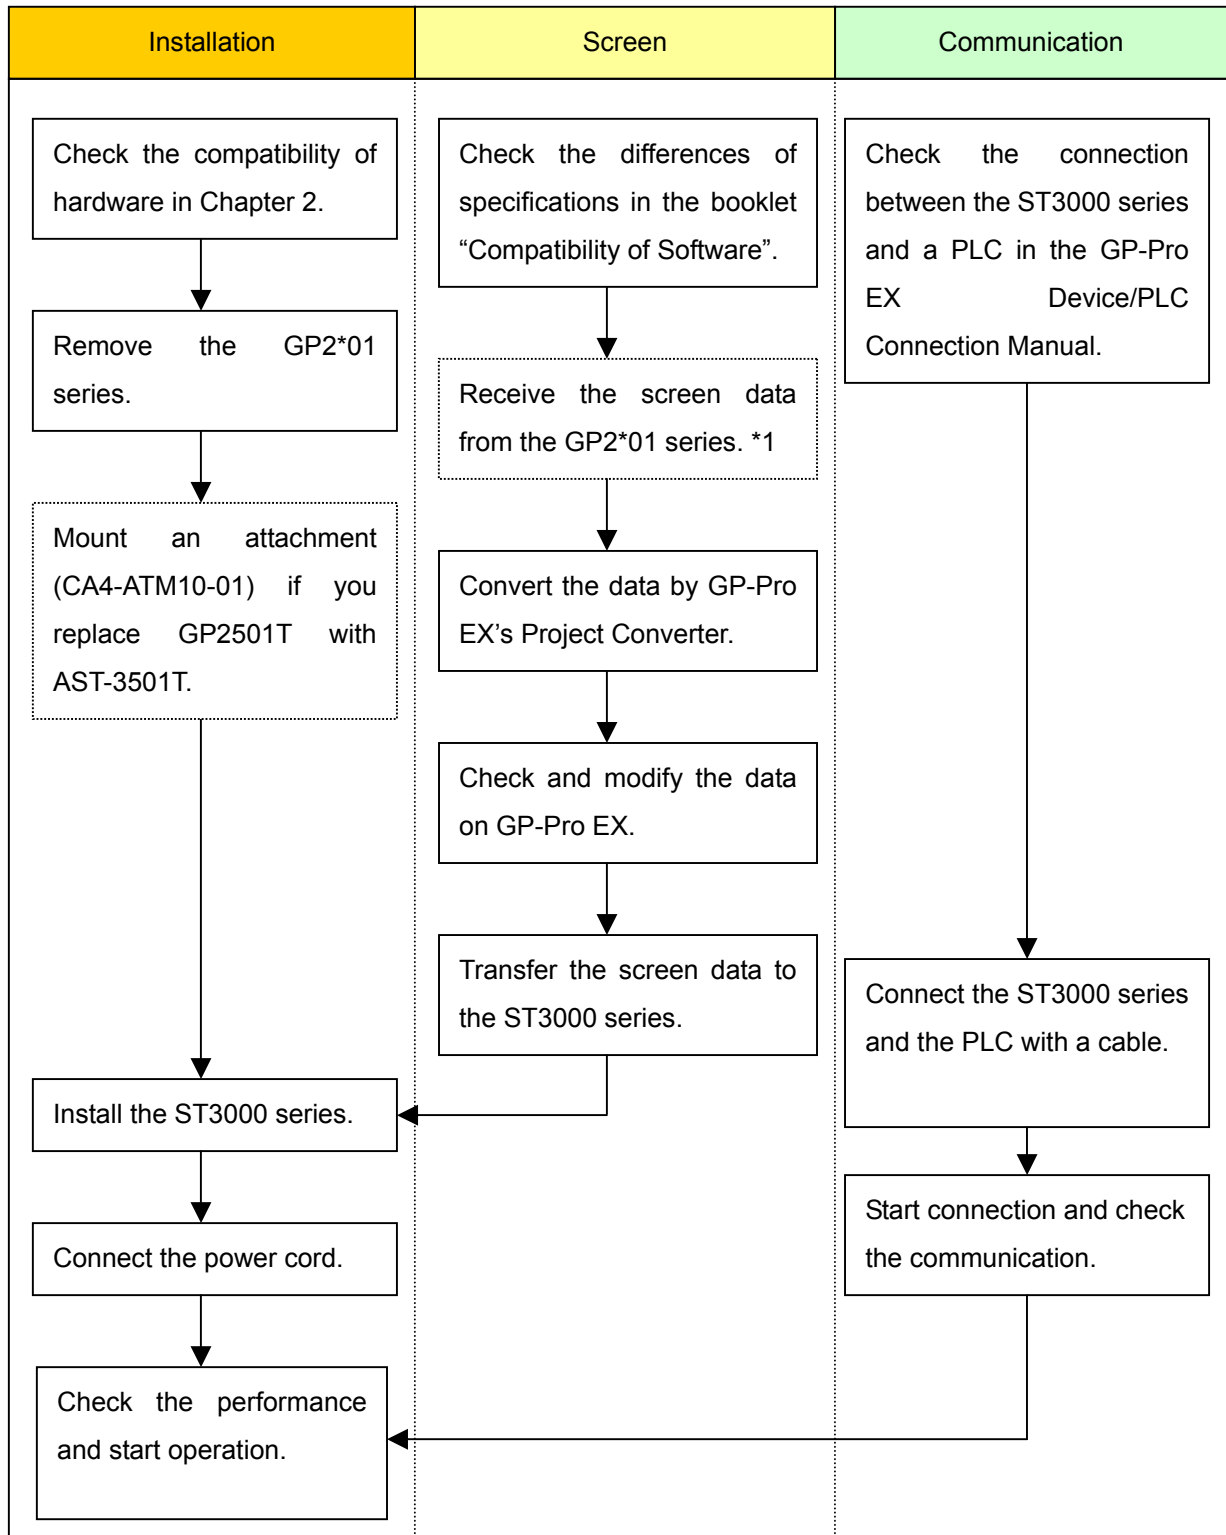 Installation
Screen
Communication
Check the compatibility of
hardware in Chapter 2.
Remove the GP2*01
series.
Mount an attachment
(CA4-ATM10-01) if you
replace GP2501T with
AST-3501T.
Install the ST3000 series.
Connect the power cord.
Check the performance
and start operation.
Check the differences of
specifications in the booklet
“Compatibility of Software”.
Receive the screen data
from the GP2*01 series. *1
Convert the data by GP-Pro
EX’s Project Converter.
Check and modify the data
on GP-Pro EX.
Transfer the screen data to
the ST3000 series.
Check the connection
between the ST3000 series
and a PLC in the GP-Pro
EX Device/PLC
Connection Manual.
Connect the ST3000 series
and the PLC with a cable.
Start connection and check
the communication.